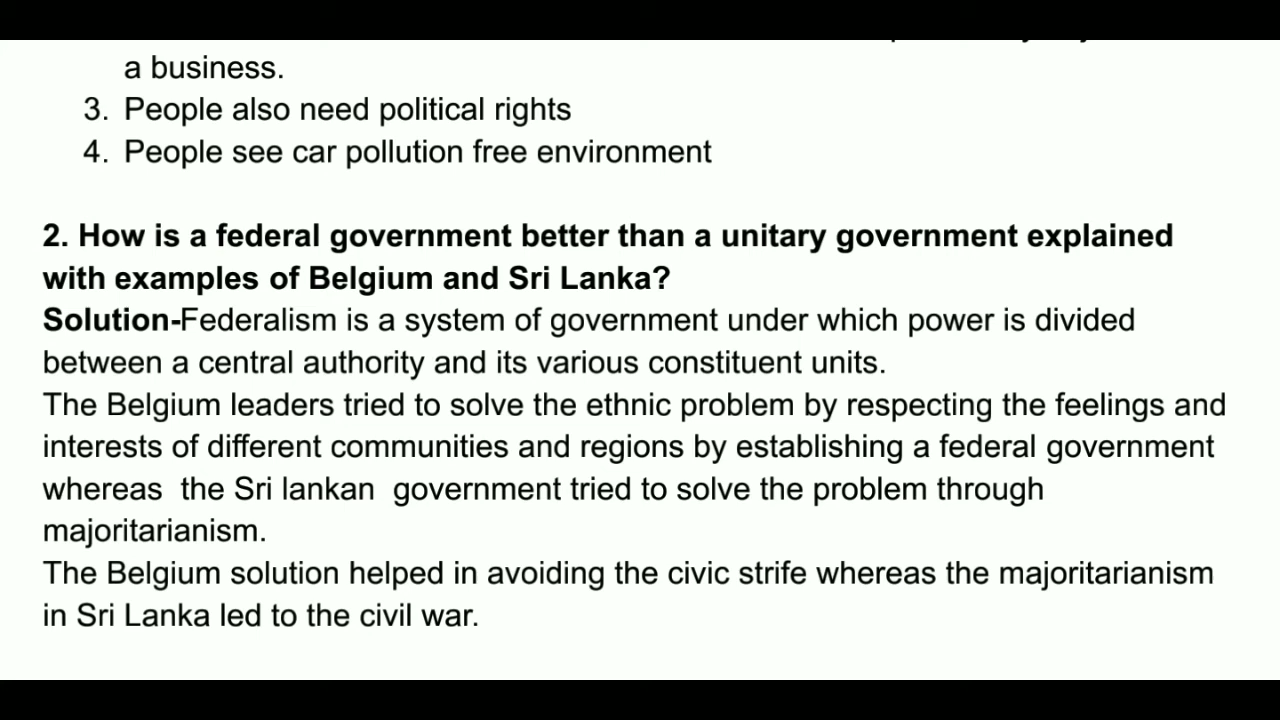 a business.
3. People also need political rights
4. People see car pollution free environment
2. How is a federal government better than a unitary government explained
with examples of Belgium and Sri Lanka?
Solution-Federalism is a system of government under which power is divided
between a central authority and its various constituent units.
The Belgium leaders tried to solve the ethnic problem by respecting the feelings and
interests of different communities and regions by establishing a federal government
whereas  the Sri lankan  government tried to solve the problem through
majoritarianism.
The Belgium solution helped in avoiding the civic strife whereas the majoritarianism
in Sri Lanka led to the civil war.